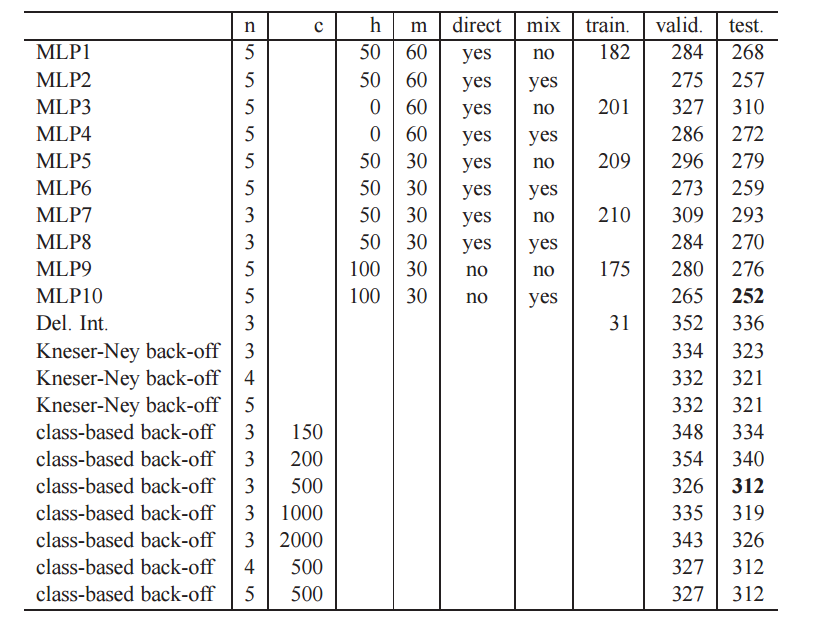 n c h m direct mix train. valid. test.
MLP1 5 50 60 yes no 182 284 268
MLP2 5 50 60 yes yes 275 257
MLP3 5 0 60 yes no 201 327 310
MLP4 5 0 60 yes yes 286 272
MLP5 5 50 30 yes no 209 296 279
MLP6 5 50 30 yes yes 273 259
MLP7 3 50 30 yes no 210 309 293
MLP8 3 50 30 yes yes 284 270
MLP9 5 100 30 no no 175 280 276
MLP10 5 100 30 no yes 265 252
Del. Int. 3 31 352 336
Kneser-Ney back-off 3 334 323
Kneser-Ney back-off 4 332 321
Kneser-Ney back-off 5 332 321
class-based back-off 3 150 348 334
class-based back-off 3 200 354 340
class-based back-off 3 500 326 312
class-based back-off 3 1000 335 319
class-based back-off 3 2000 343 326
class-based back-off 4 500 327 312
class-based back-off 5 500 327 312